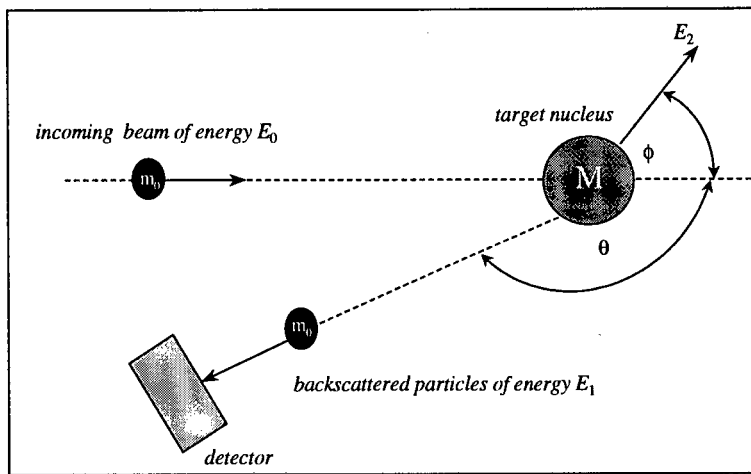 E₂
target nucleus
incoming beam of energy E₀
ϕ
m₀
M
θ
m₀
backscattered particles of energy E₁
detector